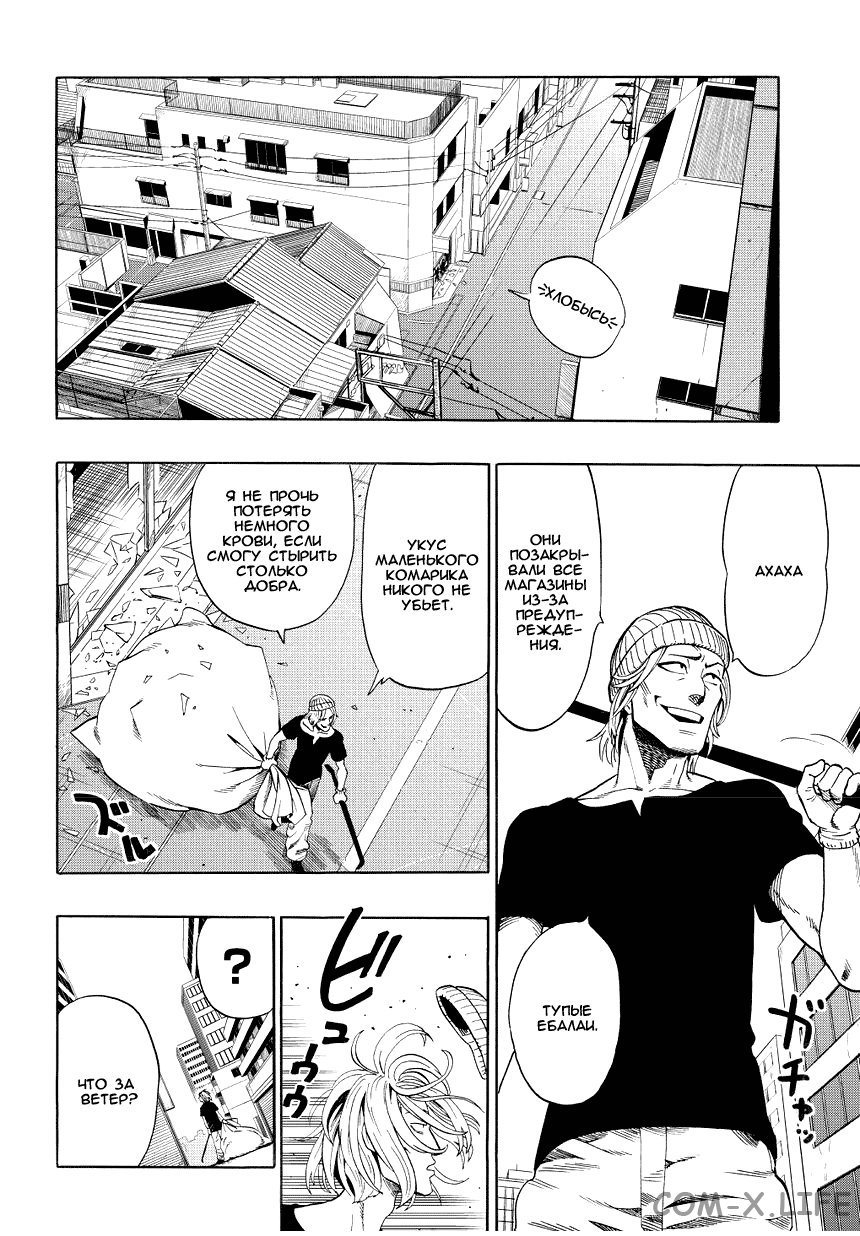 ХЛОБЫСЬ
АХАХА
ОНИ
ПОЗАКРЫ-
ВАЛИ ВСЕ
МАГАЗИНЫ
ИЗ-ЗА
ПРЕДУП-
РЕЖДЕ-
НИЯ.
ТУПЫЕ
ЕБАЛАИ.
ガチャッ
УКУС
МАЛЕНЬКОГО
КОМАРИКА
НИКОГО НЕ
УБЬЕТ.
Я НЕ ПРОЧЬ
ПОТЕРЯТЬ
НЕМНОГО
КРОВИ, ЕСЛИ
СМОГУ СТЫРИТЬ
СТОЛЬКО
ДОБРА.
ズル
ビュウウ
?
ЧТО ЗА
ВЕТЕР?
COM-X.LIFE